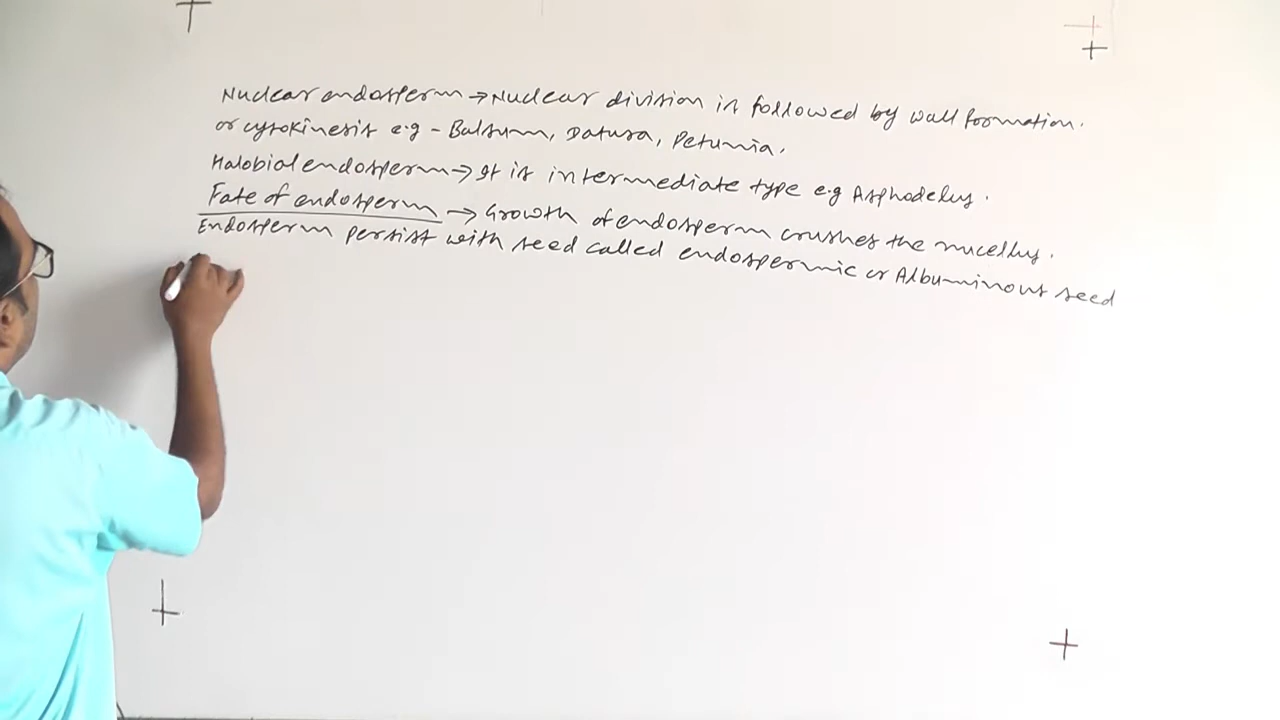 Nuclear endosperm → Nuclear division is followed by wall formation.
or cytokinesis e.g - Balsum, Datura, Petunia.
Halobial endosperm → It is intermediate type e.g Asphodelus.
Fate of endosperm → Growth of endosperm crushes the nucellus.
Endosperm persist with seed called endospermic or Albuminous seed